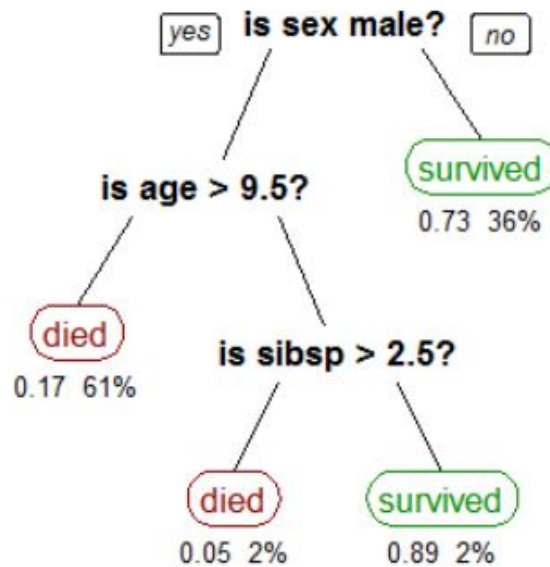 yes is sex male? no
survived
is age > 9.5?
0.73 36%
died
is sibsp > 2.5?
0.17 61%
died survived
0.05 2% 0.89 2%